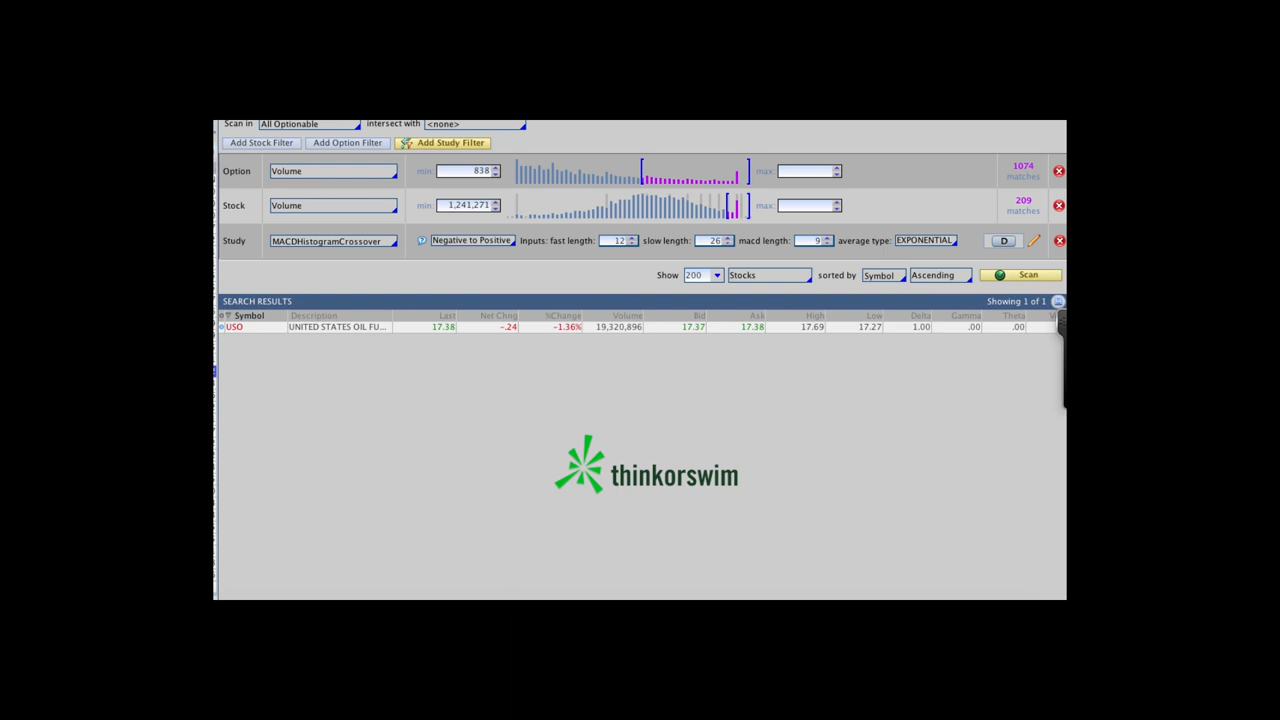 Scan in All Optionable intersect with <none>
Add Stock Filter Add Option Filter Add Study Filter
Option Volume min: 838 max: 1074 matches
Stock Volume min: 1,241,271 max: 209 matches
Study MACDHistogramCrossover Negative to Positive Inputs: fast length: 12 slow length: 26 macd length: 9 average type: EXPONENTIAL D
Show 200 Stocks sorted by Symbol Ascending Scan
SEARCH RESULTS Showing 1 of 1
Symbol Description Last Net Chng %Change Volume Bid Ask High Low Delta Gamma Theta
USO UNITED STATES OIL FU... 17.38 -.24 -1.36% 19,320,896 17.37 17.38 17.69 17.27 1.00 .00 .00
thinkorswim